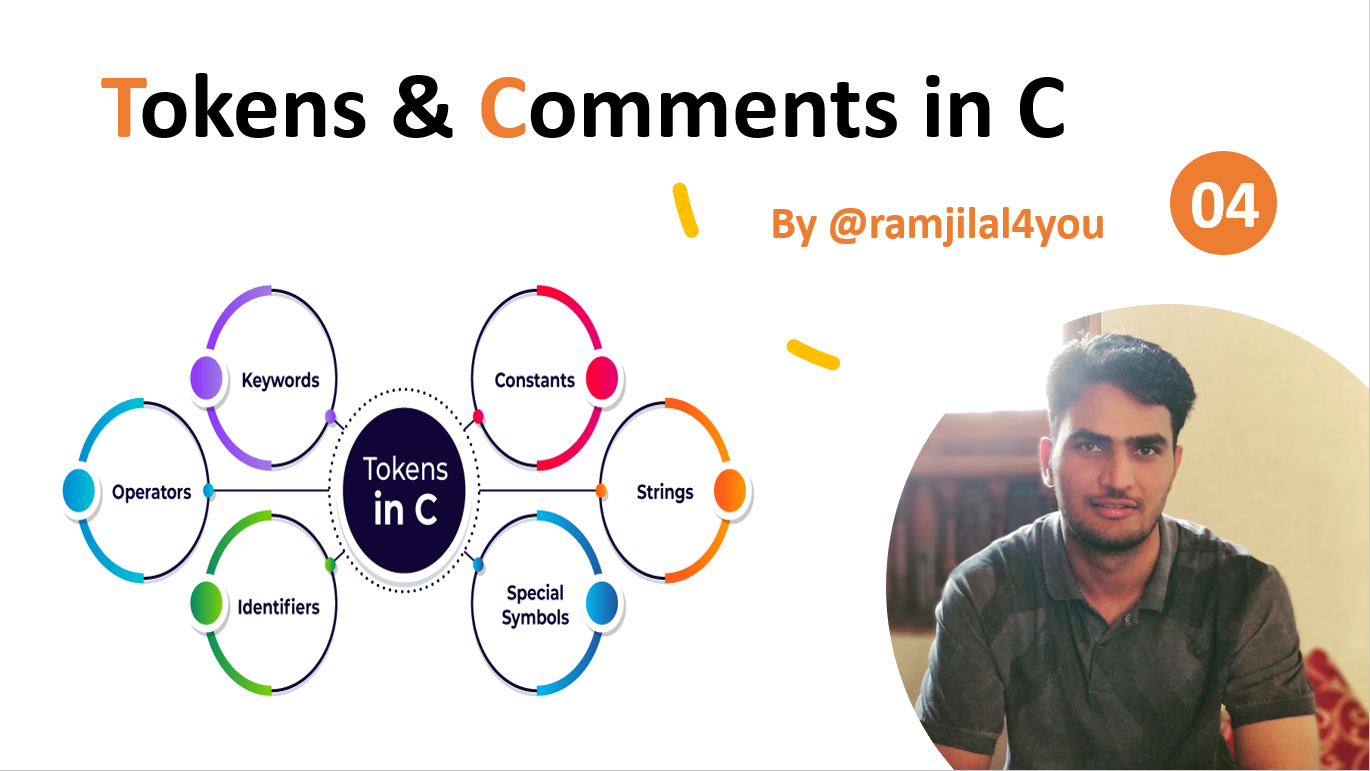 Tokens & Comments in C
By @ramjilal4you
04
Keywords
Constants
Operators
Tokens
in C
Strings
Identifiers
Special
Symbols